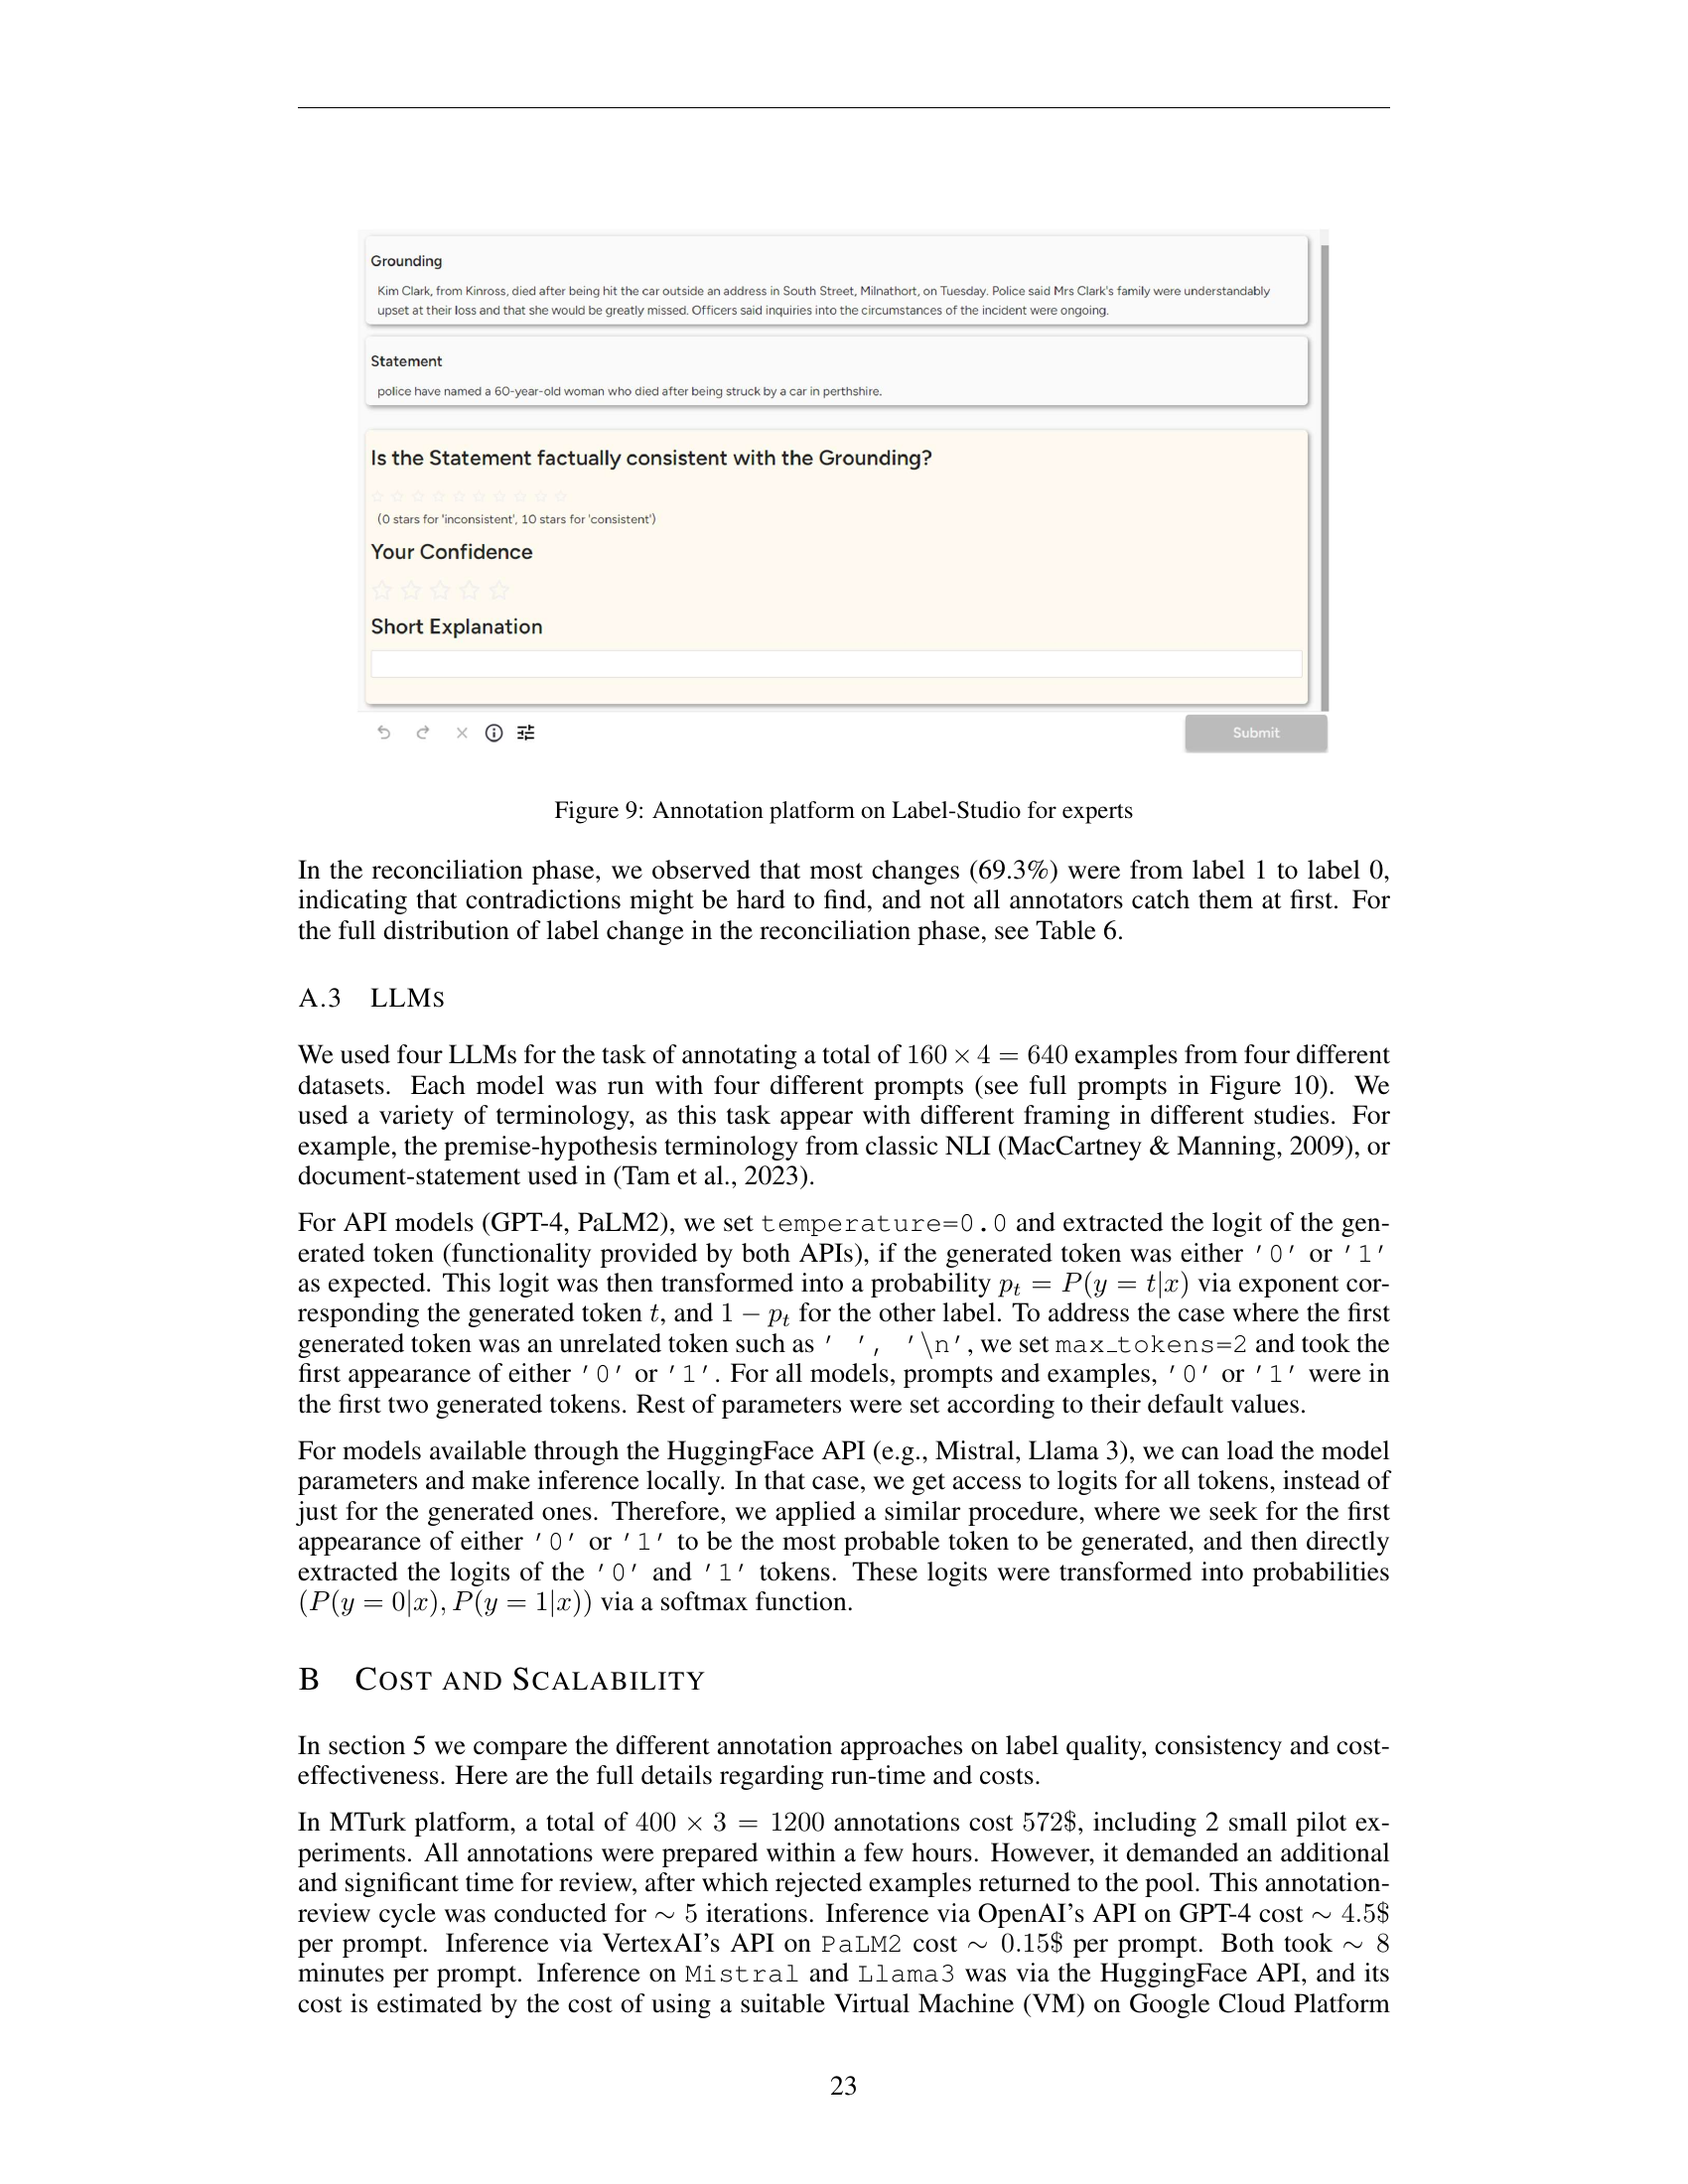 Grounding
Kim Clark, from Kinross, died after being hit the car outside an address in South Street, Milnathort, on Tuesday. Police said Mrs Clark's family were understandably
upset at their loss and that she would be greatly missed. Officers said inquiries into the circumstances of the incident were ongoing.
Statement
police have named a 60-year-old woman who died after being struck by a car in perthshire.
Is the Statement factually consistent with the Grounding?
(0 stars for 'inconsistent', 10 stars for 'consistent')
Your Confidence
Short Explanation
Submit
Figure 9: Annotation platform on Label-Studio for experts
In the reconciliation phase, we observed that most changes (69.3%) were from label 1 to label 0,
indicating that contradictions might be hard to find, and not all annotators catch them at first. For
the full distribution of label change in the reconciliation phase, see Table 6.
A.3 LLMs
We used four LLMs for the task of annotating a total of 160 × 4 = 640 examples from four different
datasets. Each model was run with four different prompts (see full prompts in Figure 10). We
used a variety of terminology, as this task appear with different framing in different studies. For
example, the premise-hypothesis terminology from classic NLI (MacCartney & Manning, 2009), or
document-statement used in (Tam et al., 2023).
For API models (GPT-4, PaLM2), we set temperature=0.0 and extracted the logit of the gen-
erated token (functionality provided by both APIs), if the generated token was either '0' or '1'
as expected. This logit was then transformed into a probability pₜ = P(y = t|x) via exponent cor-
responding the generated token t, and 1 − pₜ for the other label. To address the case where the first
generated token was an unrelated token such as ' ', '\n', we set max_tokens=2 and took the
first appearance of either '0' or '1'. For all models, prompts and examples, '0' or '1' were in
the first two generated tokens. Rest of parameters were set according to their default values.
For models available through the HuggingFace API (e.g., Mistral, Llama 3), we can load the model
parameters and make inference locally. In that case, we get access to logits for all tokens, instead of
just for the generated ones. Therefore, we applied a similar procedure, where we seek for the first
appearance of either '0' or '1' to be the most probable token to be generated, and then directly
extracted the logits of the '0' and '1' tokens. These logits were transformed into probabilities
(P(y = 0|x), P(y = 1|x)) via a softmax function.
B COST AND SCALABILITY
In section 5 we compare the different annotation approaches on label quality, consistency and cost-
effectiveness. Here are the full details regarding run-time and costs.
In MTurk platform, a total of 400 × 3 = 1200 annotations cost 572$, including 2 small pilot ex-
periments. All annotations were prepared within a few hours. However, it demanded an additional
and significant time for review, after which rejected examples returned to the pool. This annotation-
review cycle was conducted for ∼ 5 iterations. Inference via OpenAI's API on GPT-4 cost ∼ 4.5$
per prompt. Inference via VertexAI's API on PaLM2 cost ∼ 0.15$ per prompt. Both took ∼ 8
minutes per prompt. Inference on Mistral and Llama3 was via the HuggingFace API, and its
cost is estimated by the cost of using a suitable Virtual Machine (VM) on Google Cloud Platform
23